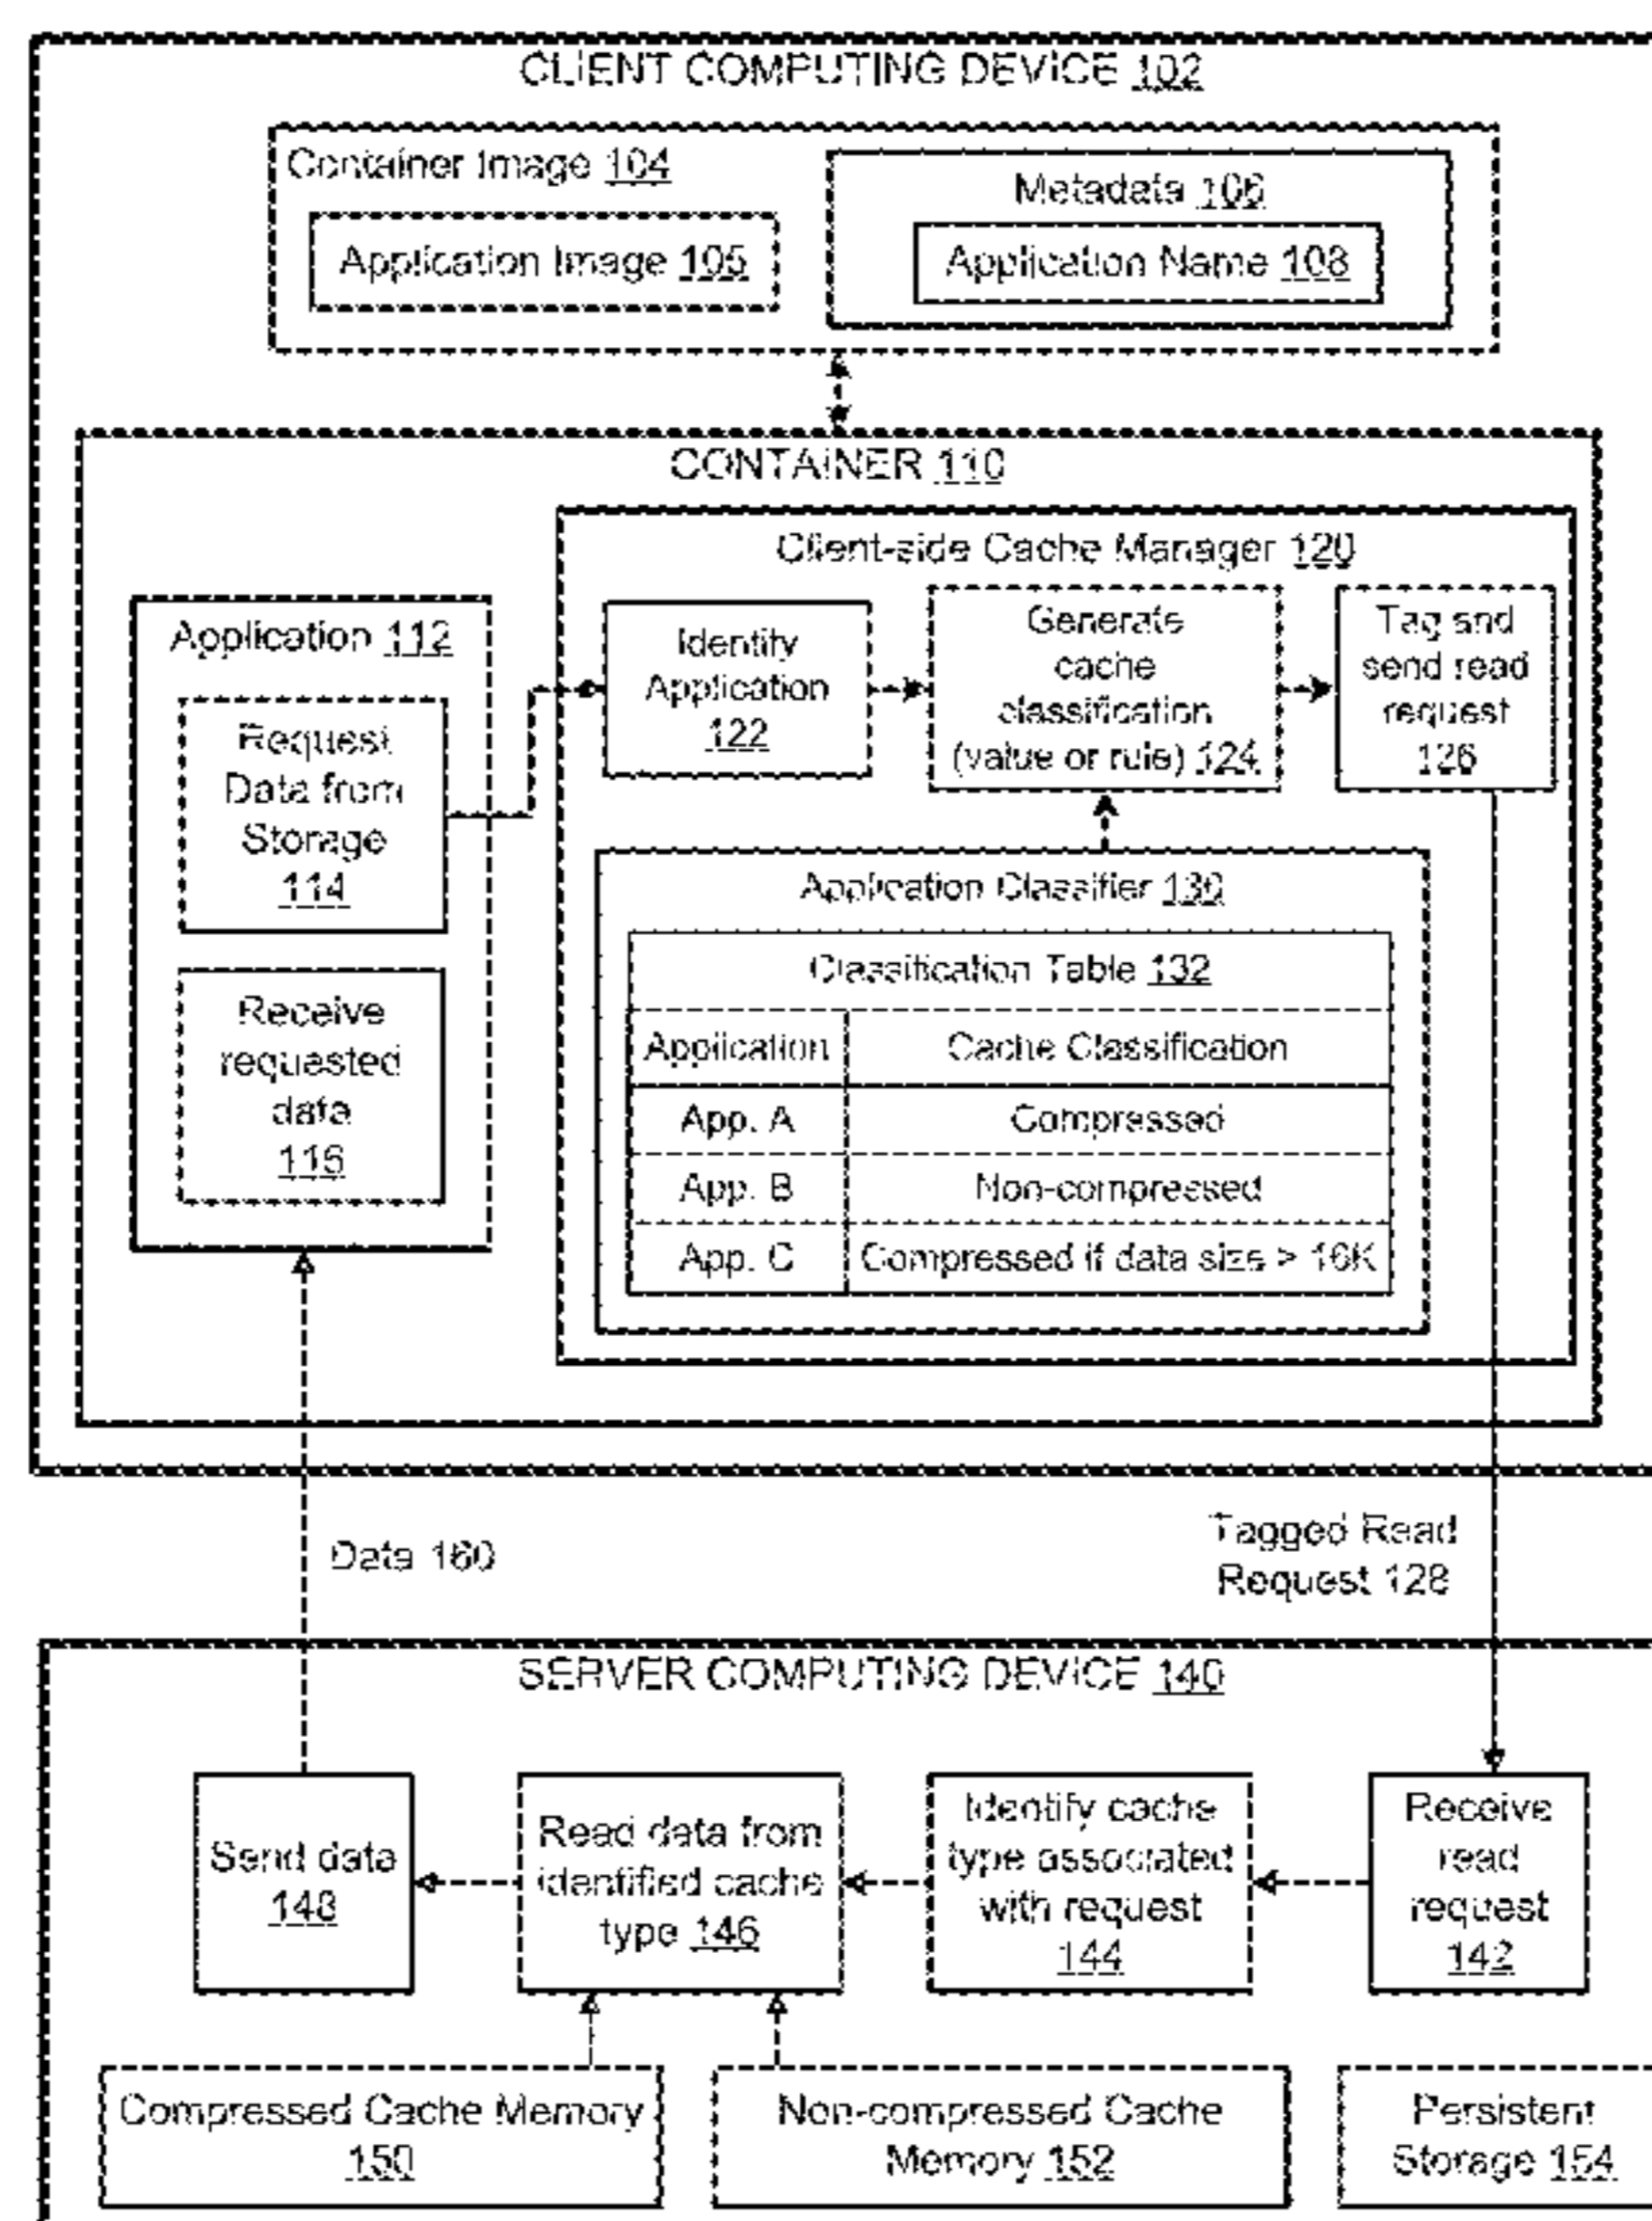 CLIENT COMPUTING DEVICE 102
Container Image 104
Application Image 105
Metadata 106
Application Name 108
CONTAINER 110
Client-side Cache Manager 120
Application 112
Request
Data from
Storage
114
Receive
requested
data
116
Identify
Application
122
Generate
cache
classification
(value or rule) 124
Tag and
send read
request
126
Application Classifier 130
Classification Table 132
Application
Cache Classification
App. A
Compressed
App. B
Non-compressed
App. C
Compressed if data size > 16K
Data 160
Tagged Read
Request 128
SERVER COMPUTING DEVICE 140
Send data
148
Read data from
identified cache
type 146
Identify cache
type associated
with request
144
Receive
read
request
142
Compressed Cache Memory
150
Non-compressed Cache
Memory 152
Persistent
Storage 154